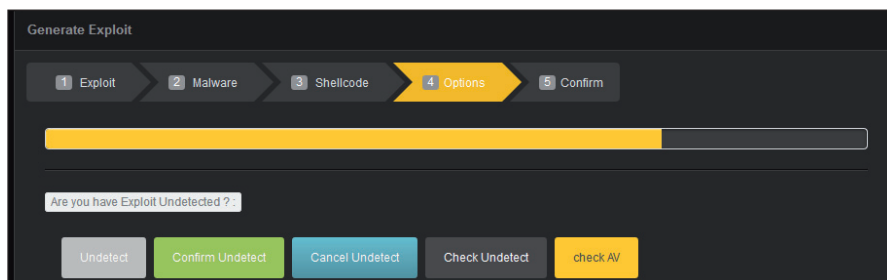 Generate Exploit
1 Exploit 2 Malware 3 Shellcode 4 Options 5 Confirm
Are you have Exploit Undetected ? :
Undetect Confirm Undetect Cancel Undetect Check Undetect check AV